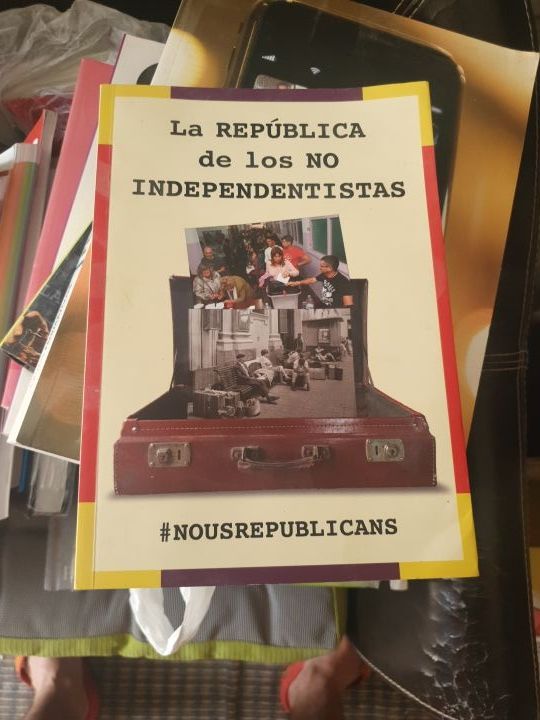 La REPÚBLICA
de los NO
INDEPENDENTISTAS
#NOUSREPUBLICANS